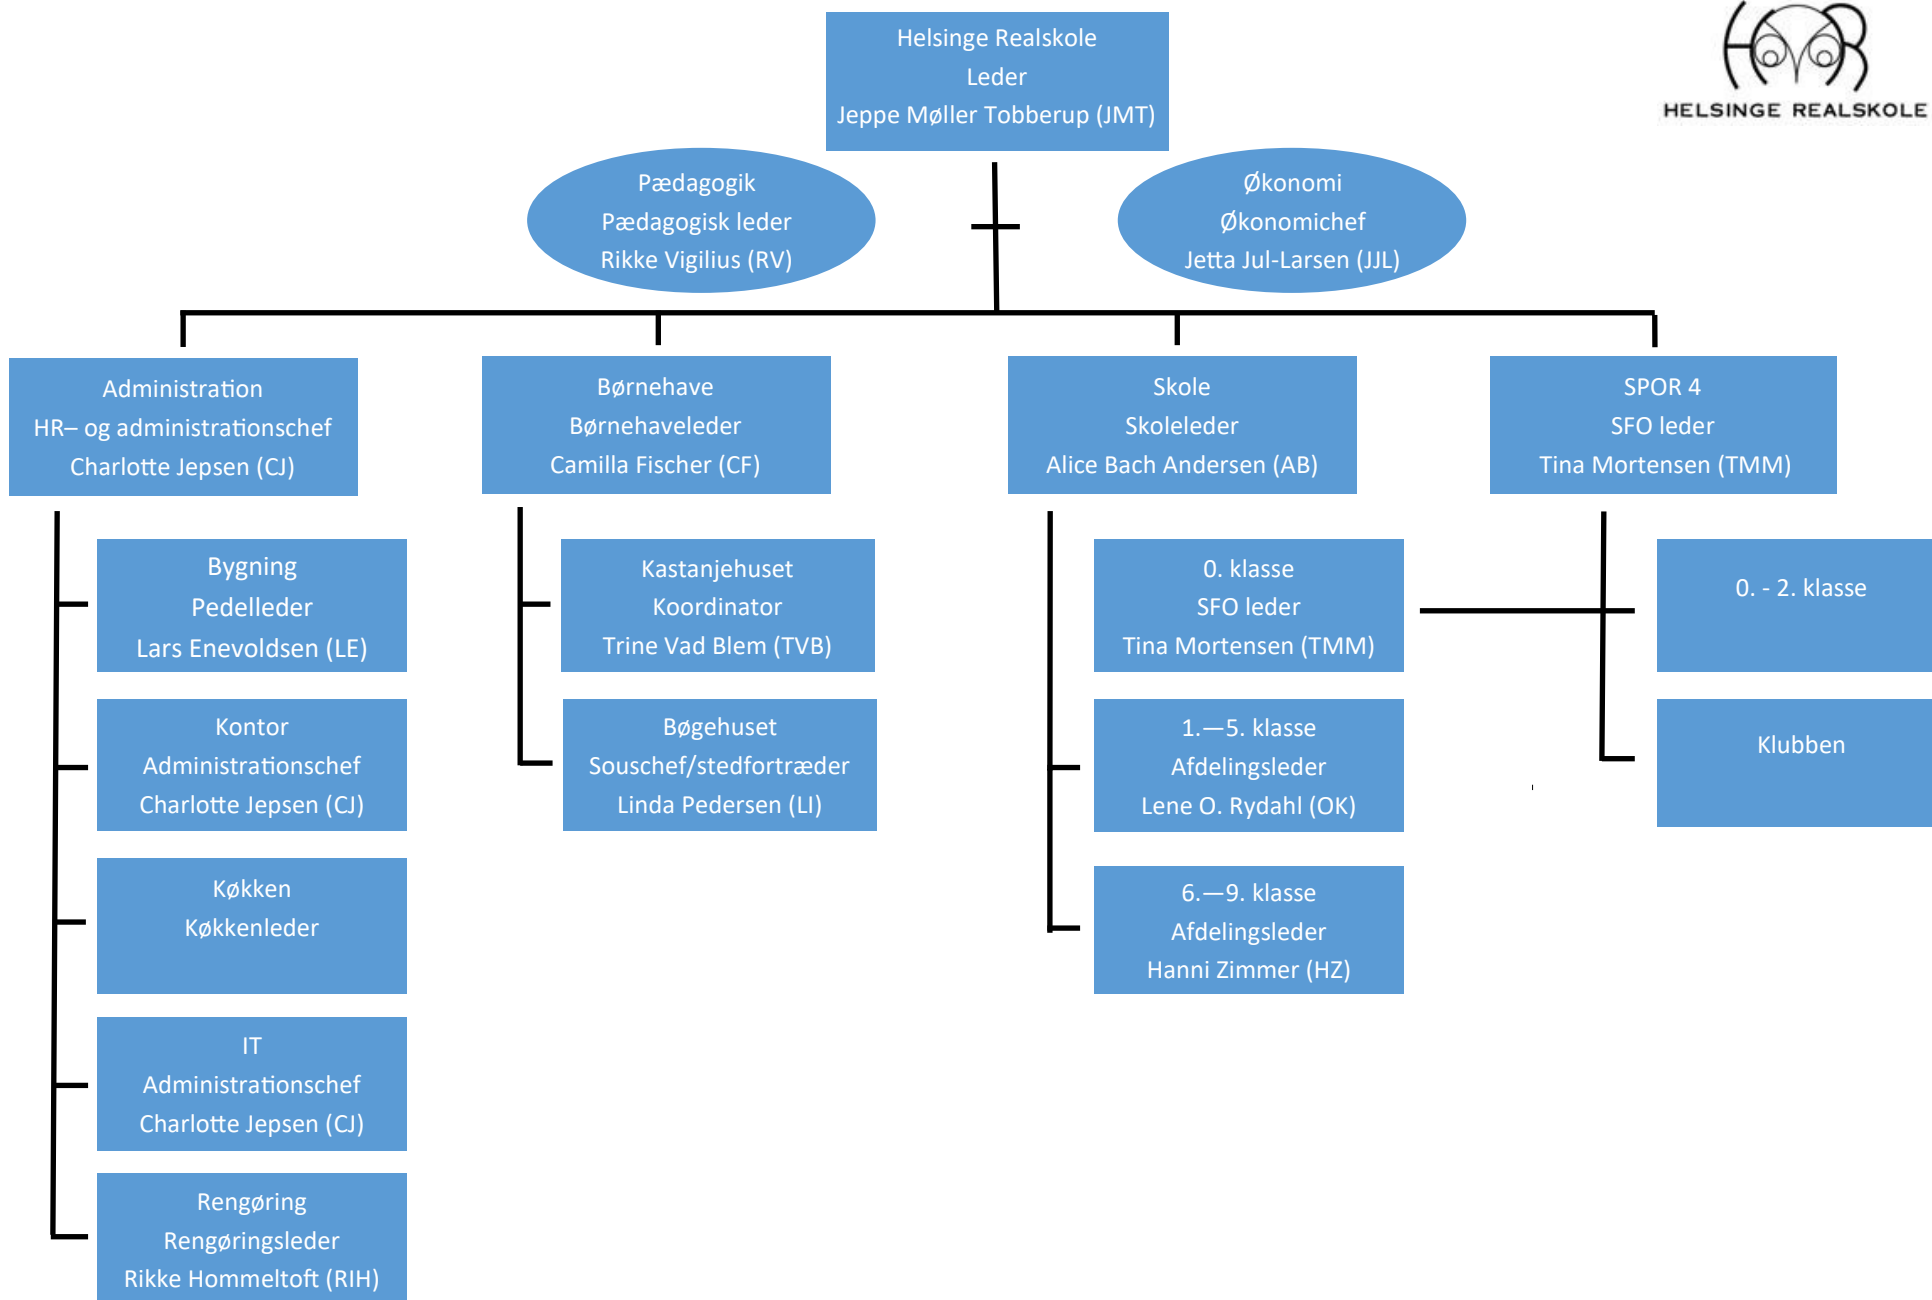 Helsinge Realskole
Leder
Jeppe Møller Tobberup (JMT)
HELSINGE REALSKOLE
Pædagogik
Pædagogisk leder
Rikke Vigilius (RV)
Økonomi
Økonomichef
Jetta Jul-Larsen (JJL)
Administration
HR– og administrationschef
Charlotte Jepsen (CJ)
Børnehave
Børnehaveleder
Camilla Fischer (CF)
Skole
Skoleleder
Alice Bach Andersen (AB)
SPOR 4
SFO leder
Tina Mortensen (TMM)
Bygning
Pedelleder
Lars Enevoldsen (LE)
Kontor
Administrationschef
Charlotte Jepsen (CJ)
Køkken
Køkkenleder
IT
Administrationschef
Charlotte Jepsen (CJ)
Rengøring
Rengøringsleder
Rikke Hommeltoft (RIH)
Kastanjehuset
Koordinator
Trine Vad Blem (TVB)
Bøgehuset
Souschef/stedfortræder
Linda Pedersen (LI)
0. klasse
SFO leder
Tina Mortensen (TMM)
1.—5. klasse
Afdelingsleder
Lene O. Rydahl (OK)
6.—9. klasse
Afdelingsleder
Hanni Zimmer (HZ)
0. - 2. klasse
Klubben